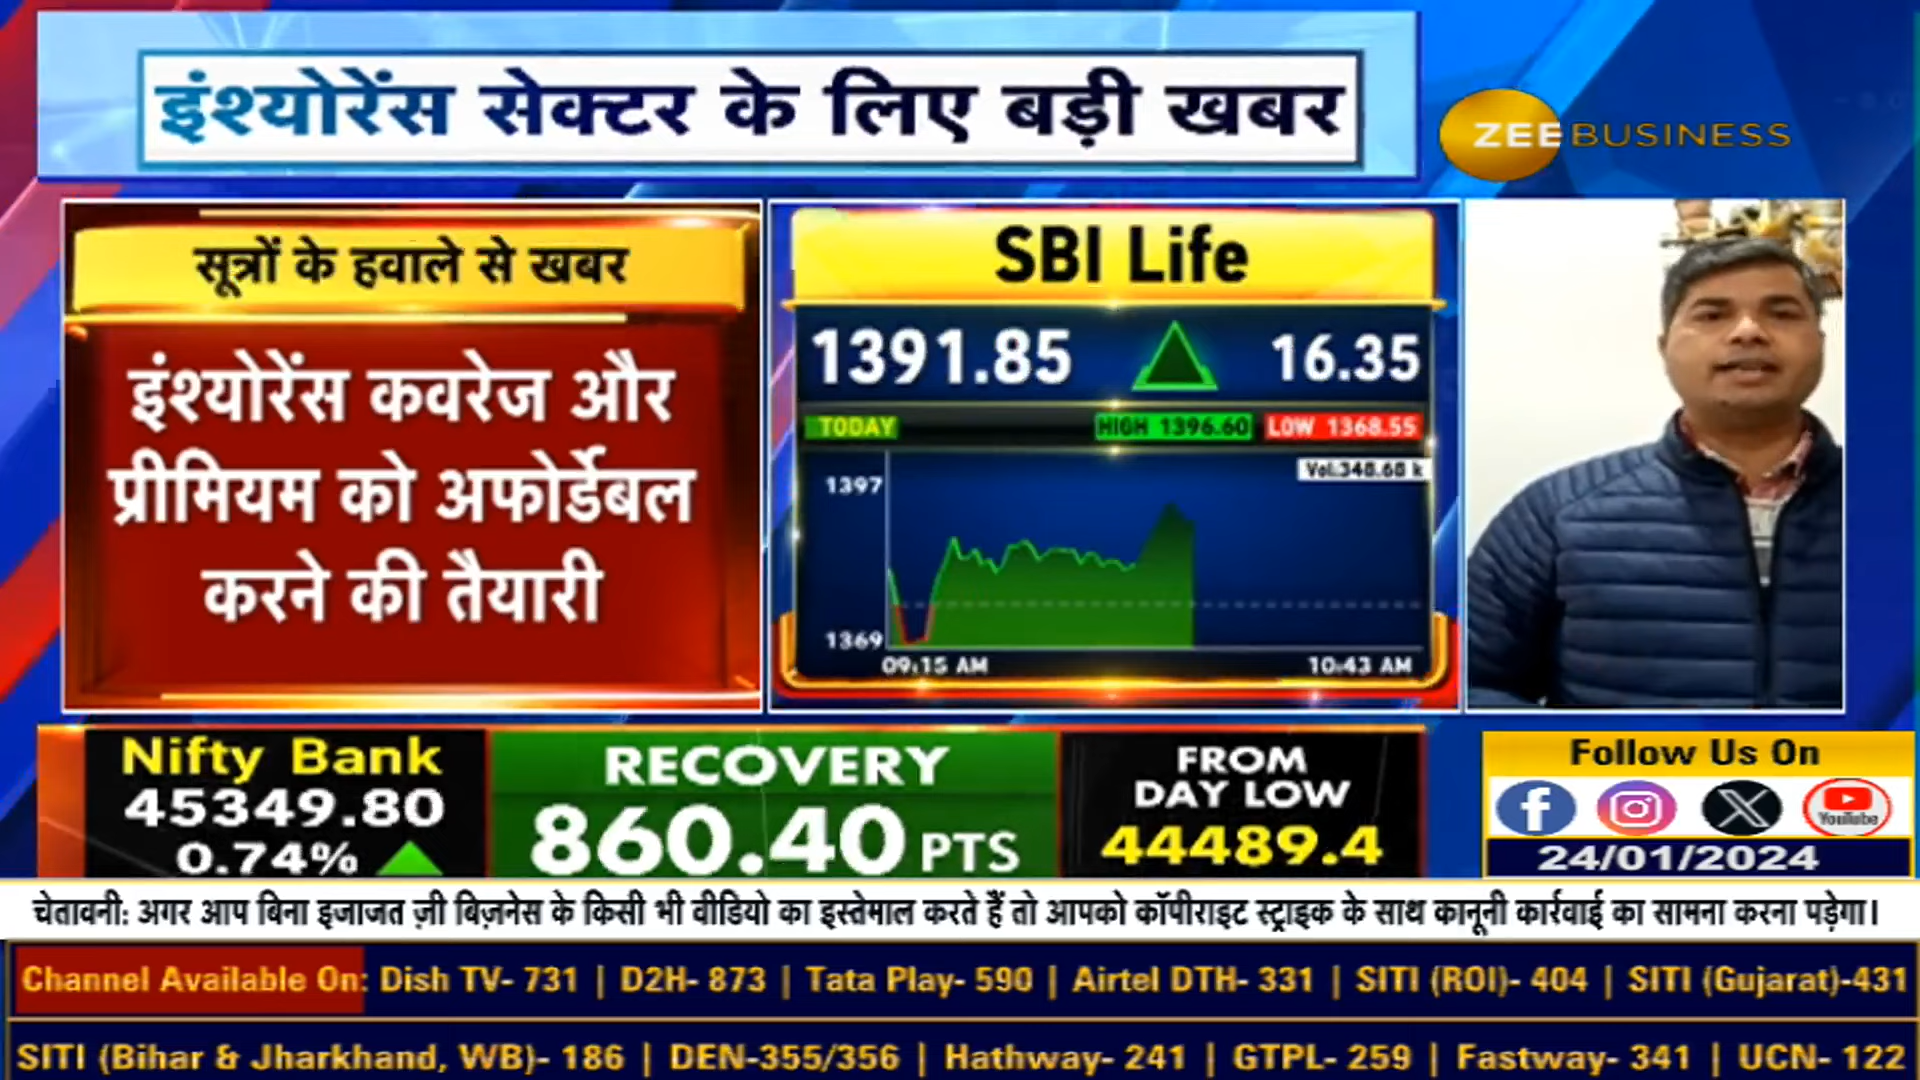 इंश्योरेंस सेक्टर के लिए बड़ी खबर
ZEE BUSINESS
सूत्रों के हवाले से खबर
इंश्योरेंस कवरेज और
प्रीमियम को अफोर्डेबल
करने की तैयारी
SBI Life
1391.85 16.35
TODAY HIGH 1396.60 LOW 1368.55
Vol:348.68 k
1397
1369
09:15 AM 10:43 AM
Nifty Bank
45349.80
0.74%
RECOVERY
860.40 PTS
FROM
DAY LOW
44489.4
Follow Us On
YouTube
24/01/2024
चेतावनी: अगर आप बिना इजाजत ज़ी बिज़नेस के किसी भी वीडियो का इस्तेमाल करते हैं तो आपको कॉपीराइट स्ट्राइक के साथ कानूनी कार्रवाई का सामना करना पड़ेगा।
Channel Available On: Dish TV- 731 | D2H- 873 | Tata Play- 590 | Airtel DTH- 331 | SITI (ROI)- 404 | SITI (Gujarat)-431
SITI (Bihar & Jharkhand, WB)- 186 | DEN-355/356 | Hathway- 241 | GTPL- 259 | Fastway- 341 | UCN- 122